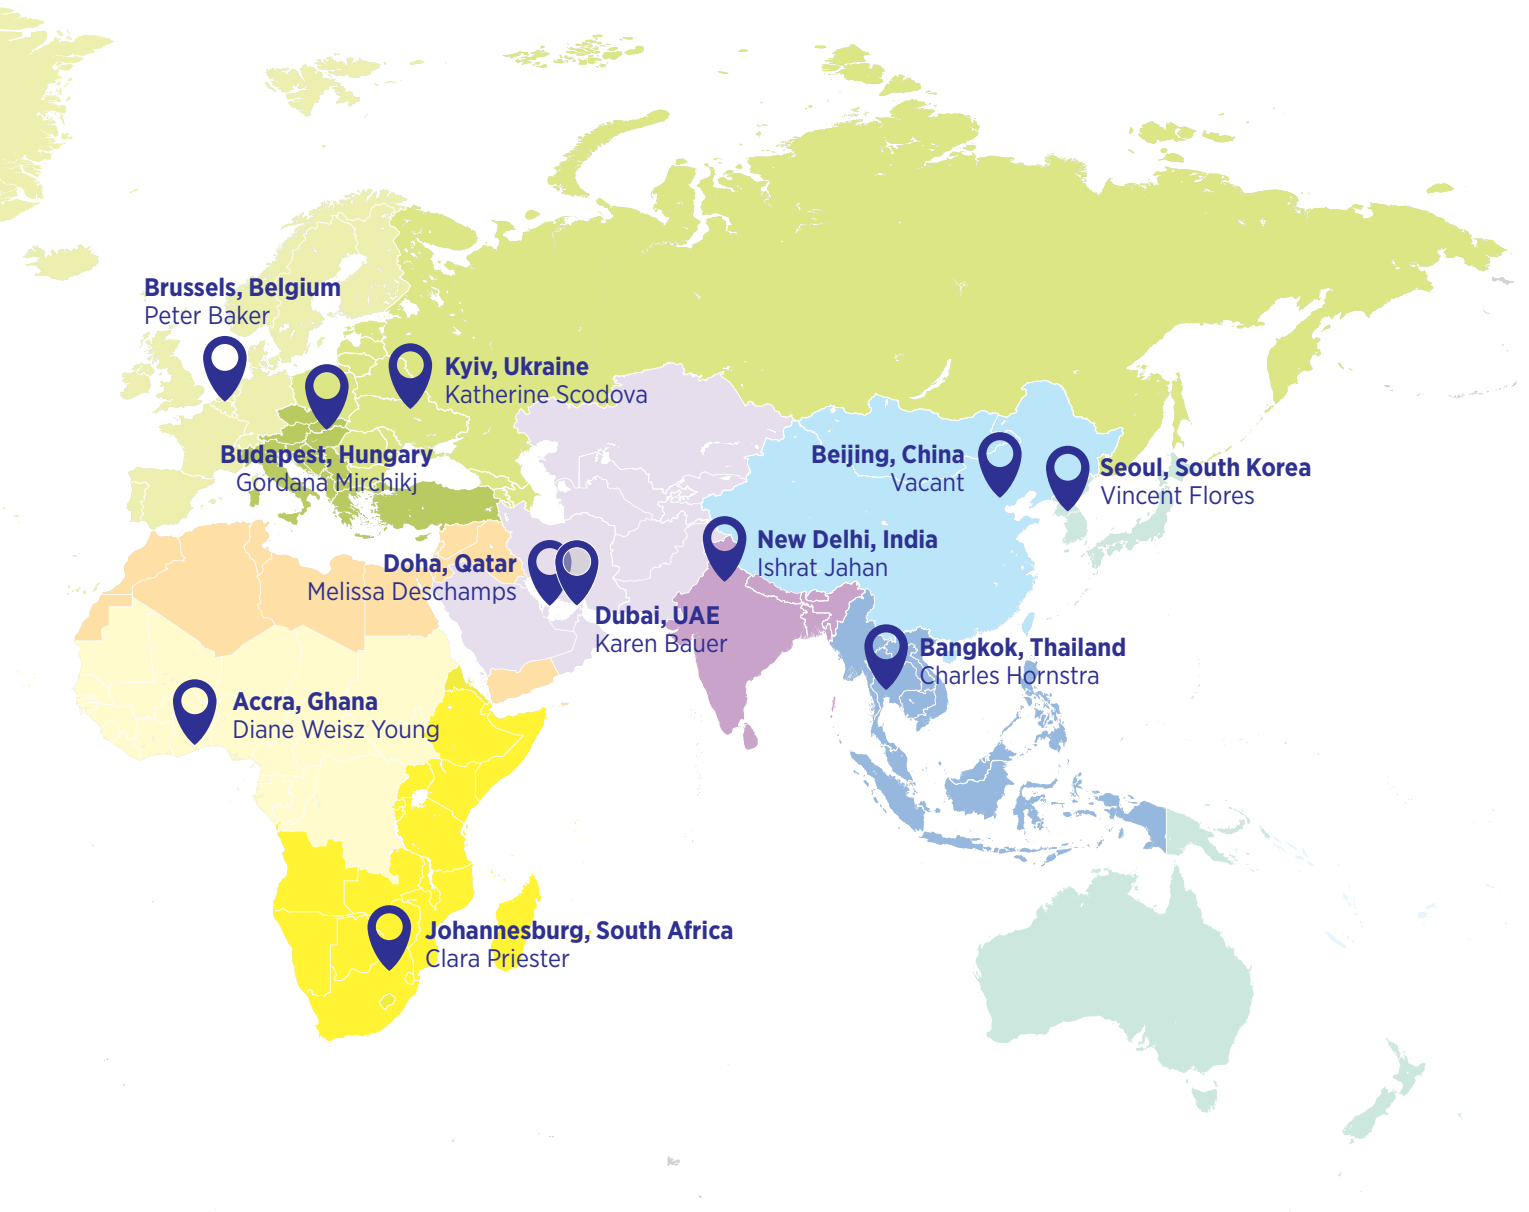 Brussels, Belgium
Peter Baker
Kyiv, Ukraine
Katherine Scodova
Budapest, Hungary
Gordana Mirchikj
Beijing, China
Vacant
Seoul, South Korea
Vincent Flores
New Delhi, India
Ishrat Jahan
Doha, Qatar
Melissa Deschamps
Dubai, UAE
Karen Bauer
Bangkok, Thailand
Charles Hornstra
Accra, Ghana
Diane Weisz Young
Johannesburg, South Africa
Clara Priester